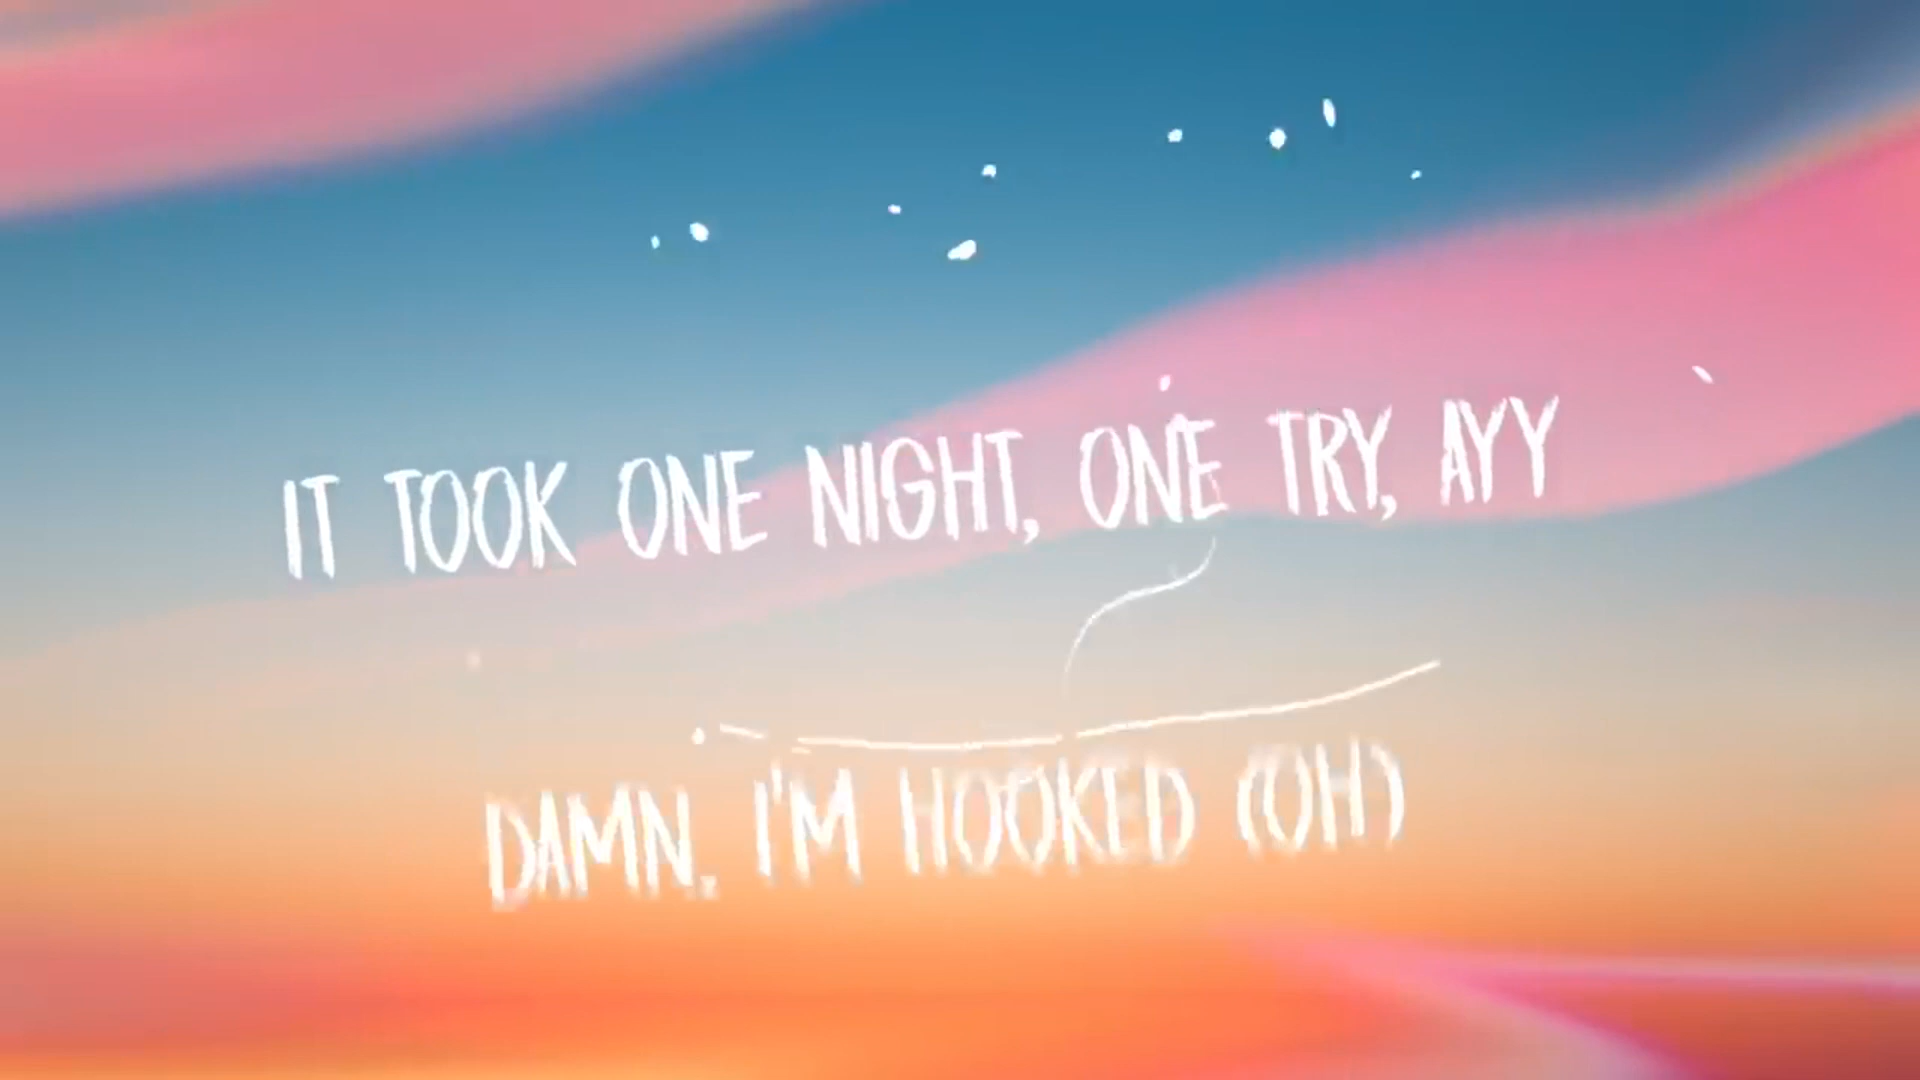 IT TOOK ONE NIGHT, ONE TRY, AYY
DAMN, I'M HOOKED (OH)